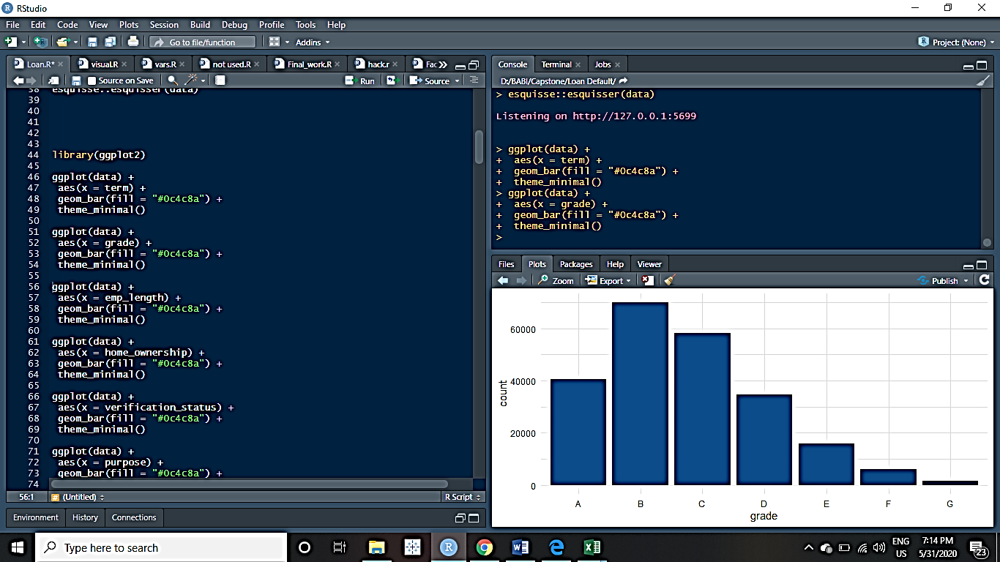 RStudio
File Edit Code View Plots Session Build Debug Profile Tools Help
Go to file/function Addins Project: (None)
Loan.R* visual.R vars.R not used.R Final_work.R hack.r Fac
Source on Save Run Source
38 esquisse::esquisser(data)
39
40
41
42
43
44 library(ggplot2)
45
46 ggplot(data) +
47 aes(x = term) +
48 geom_bar(fill = "#0c4c8a") +
49 theme_minimal()
50
51 ggplot(data) +
52 aes(x = grade) +
53 geom_bar(fill = "#0c4c8a") +
54 theme_minimal()
55
56 ggplot(data) +
57 aes(x = emp_length) +
58 geom_bar(fill = "#0c4c8a") +
59 theme_minimal()
60
61 ggplot(data) +
62 aes(x = home_ownership) +
63 geom_bar(fill = "#0c4c8a") +
64 theme_minimal()
65
66 ggplot(data) +
67 aes(x = verification_status) +
68 geom_bar(fill = "#0c4c8a") +
69 theme_minimal()
70
71 ggplot(data) +
72 aes(x = purpose) +
73 geom_bar(fill = "#0c4c8a") +
74
56:1 # (Untitled) R Script
Environment History Connections
Console Terminal Jobs
D:/BABI/Capstone/Loan Default/
> esquisse::esquisser(data)
Listening on http://127.0.0.1:5699
> ggplot(data) +
+ aes(x = term) +
+ geom_bar(fill = "#0c4c8a") +
+ theme_minimal()
> ggplot(data) +
+ aes(x = grade) +
+ geom_bar(fill = "#0c4c8a") +
+ theme_minimal()
>
Files Plots Packages Help Viewer
Zoom Export Publish
60000
40000
20000
0
count
A B C D E F G
grade
Type here to search
ENG
US
7:14 PM
5/31/2020
23